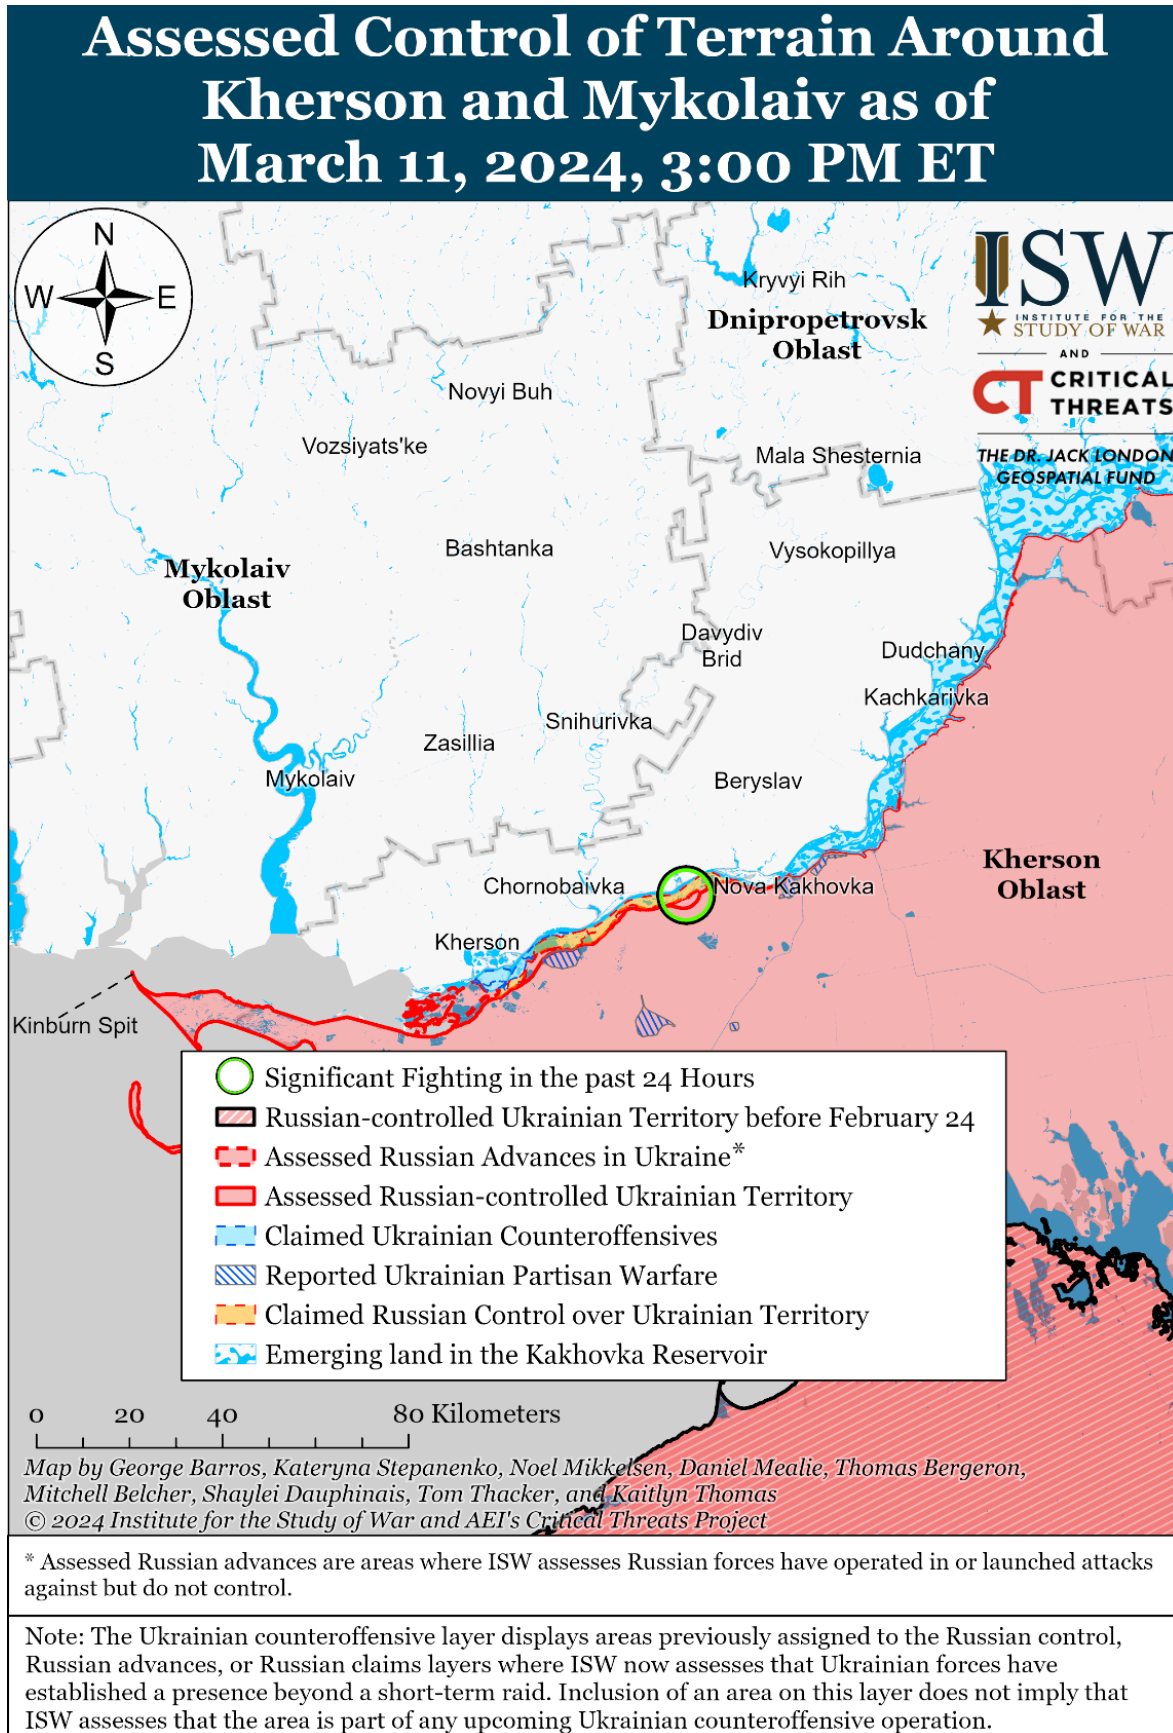 Assessed Control of Terrain Around
Kherson and Mykolaiv as of
March 11, 2024, 3:00 PM ET
N
W
E
S
ISW
INSTITUTE FOR THE
STUDY OF WAR
AND
CT CRITICAL
THREATS
THE DR. JACK LONDON
GEOSPATIAL FUND
Kryvyi Rih
Dnipropetrovsk
Oblast
Novyi Buh
Vozsiyats'ke
Mala Shesternia
Bashtanka
Vysokopillya
Mykolaiv
Oblast
Davydiv
Brid
Dudchany
Kachkarivka
Snihurivka
Zasillia
Mykolaiv
Beryslav
Kherson
Oblast
Chornobaivka
Nova Kakhovka
Kherson
Kinburn Spit
Significant Fighting in the past 24 Hours
Russian-controlled Ukrainian Territory before February 24
Assessed Russian Advances in Ukraine*
Assessed Russian-controlled Ukrainian Territory
Claimed Ukrainian Counteroffensives
Reported Ukrainian Partisan Warfare
Claimed Russian Control over Ukrainian Territory
Emerging land in the Kakhovka Reservoir
0 20 40 80 Kilometers
Map by George Barros, Kateryna Stepanenko, Noel Mikkelsen, Daniel Mealie, Thomas Bergeron,
Mitchell Belcher, Shaylei Dauphinais, Tom Thacker, and Kaitlyn Thomas
© 2024 Institute for the Study of War and AEI's Critical Threats Project
* Assessed Russian advances are areas where ISW assesses Russian forces have operated in or launched attacks
against but do not control.
Note: The Ukrainian counteroffensive layer displays areas previously assigned to the Russian control,
Russian advances, or Russian claims layers where ISW now assesses that Ukrainian forces have
established a presence beyond a short-term raid. Inclusion of an area on this layer does not imply that
ISW assesses that the area is part of any upcoming Ukrainian counteroffensive operation.